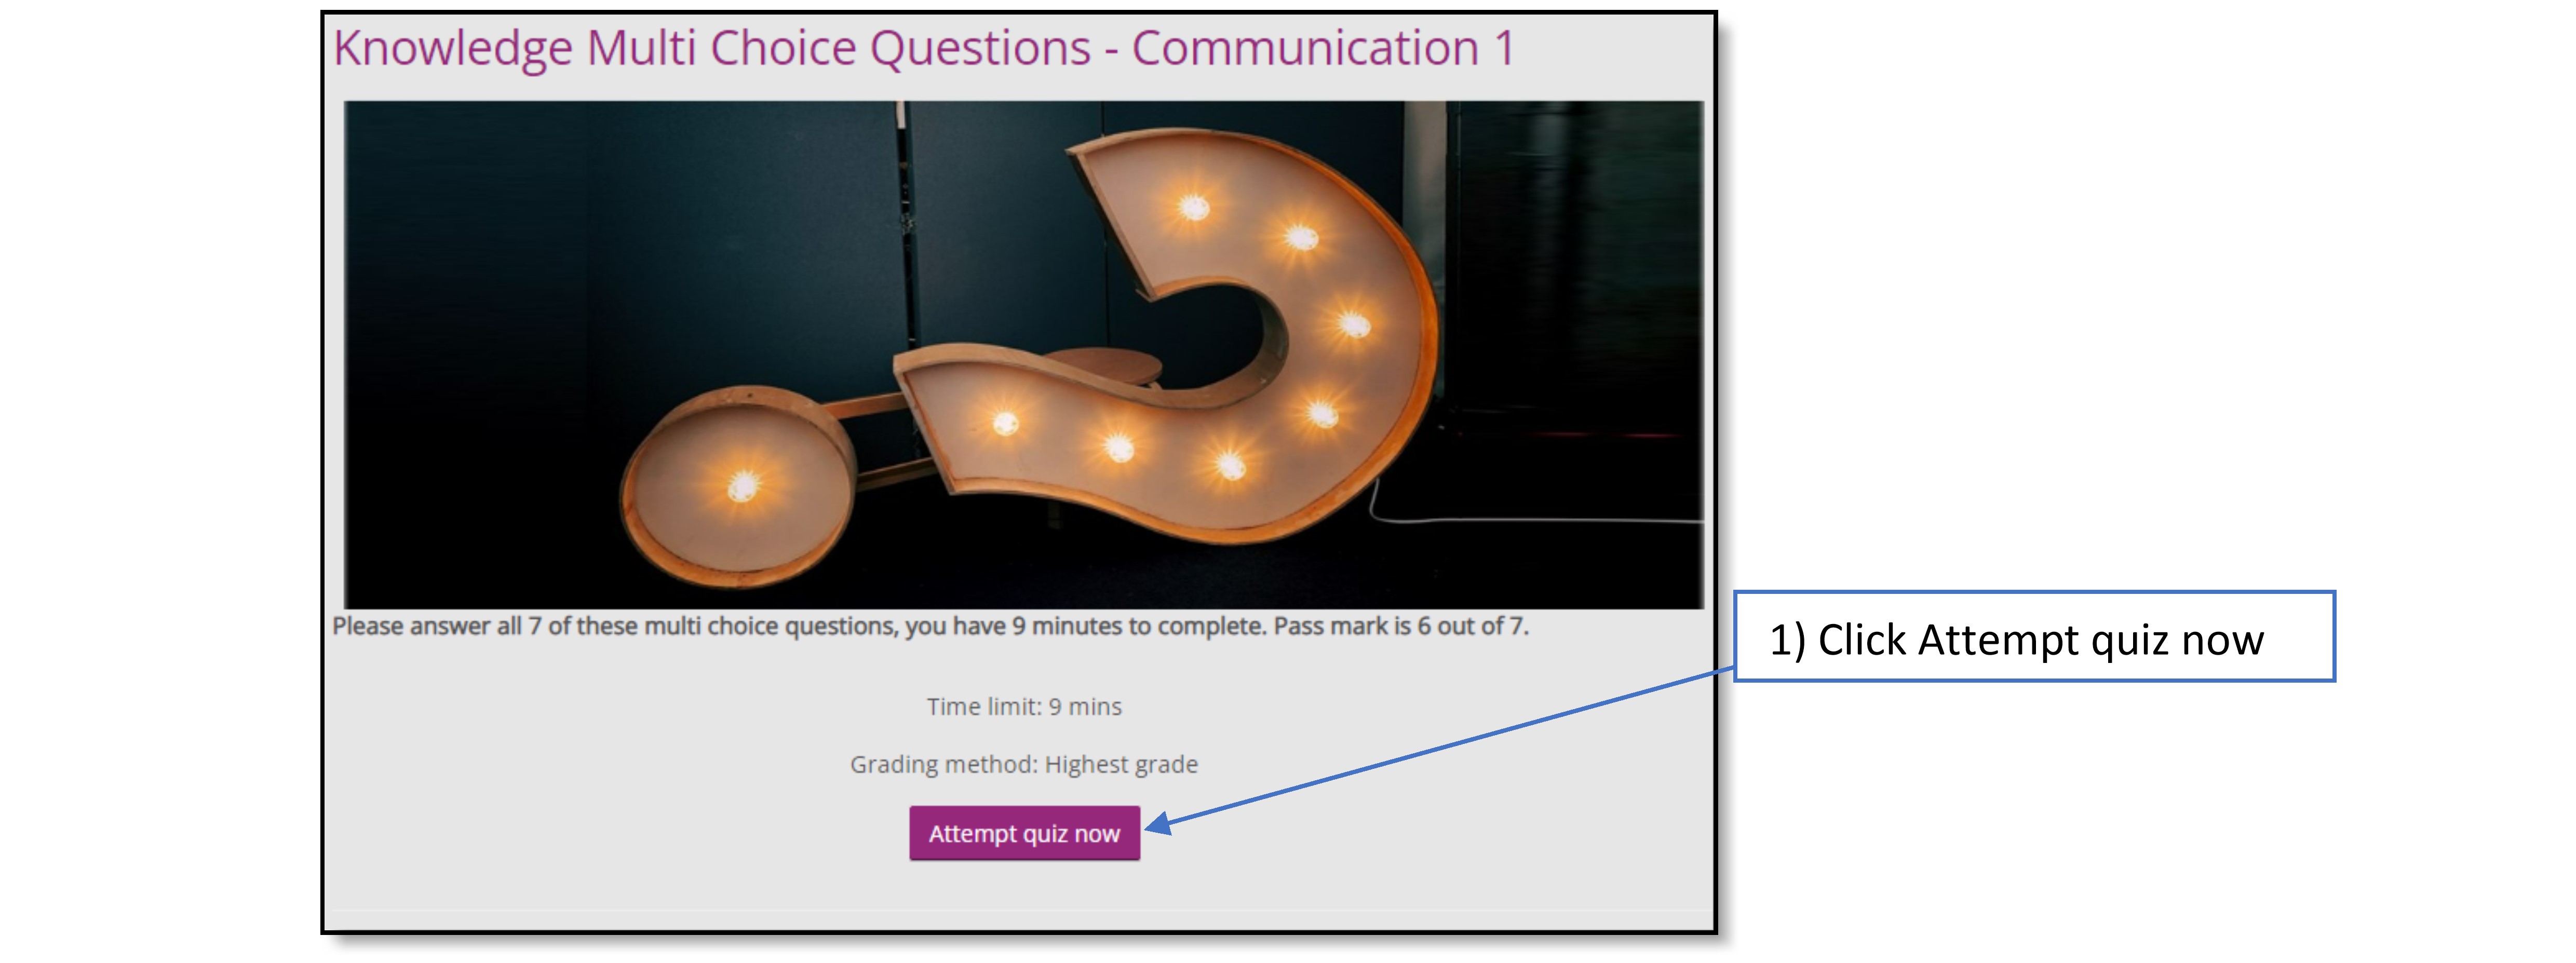 Knowledge Multi Choice Questions - Communication 1
Please answer all 7 of these multi choice questions, you have 9 minutes to complete. Pass mark is 6 out of 7.
1) Click Attempt quiz now
Time limit: 9 mins
Grading method: Highest grade
Attempt quiz now